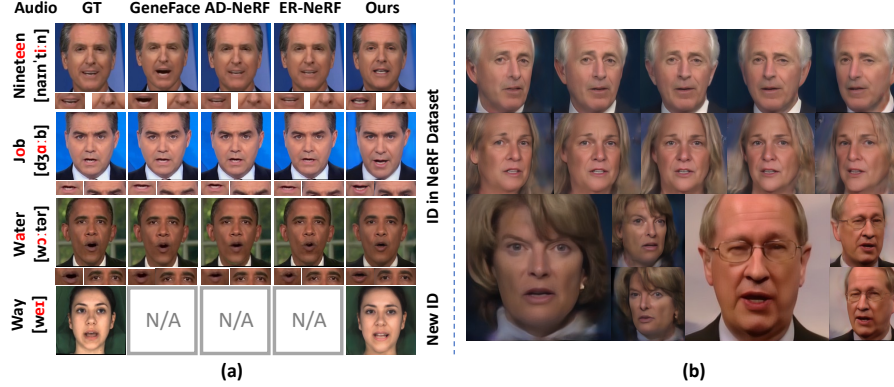 Audio GT GeneFace AD-NeRF ER-NeRF Ours
Nineteen
[naɪnˈtiːn]
Job
[dʒɑːb]
Water
[wɔːtər]
Way
[weɪ]
N/A N/A N/A
ID in NeRF Dataset
New ID
(a)
(b)